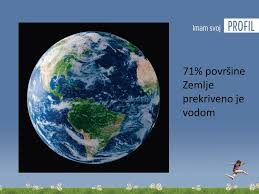 Imam svoj PROFIL
71% površine
Zemlje
prekriveno je
vodom